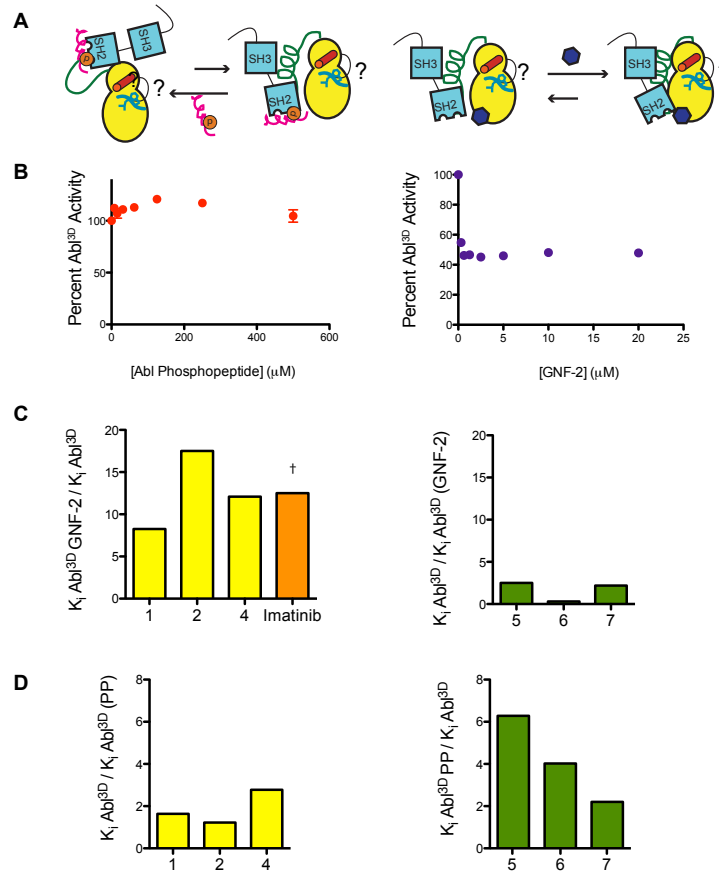 A
SH2
SH3
P
?
?
SH3
SH2
P
P
SH3
SH2
?
SH3
SH2
B
Percent Abl³ᴰ Activity
100
50
0
0
200
400
600
[Abl Phosphopeptide] (μM)
Percent Abl³ᴰ Activity
100
80
60
40
20
0
0
5
10
15
20
25
[GNF-2] (μM)
C
Kᵢ Abl³ᴰ GNF-2 / Kᵢ Abl³ᴰ
20
15
10
5
0
†
1
2
4
Imatinib
Kᵢ Abl³ᴰ / Kᵢ Abl³ᴰ (GNF-2)
20
15
10
5
0
5
6
7
D
Kᵢ Abl³ᴰ / Kᵢ Abl³ᴰ (PP)
8
6
4
2
0
1
2
4
Kᵢ Abl³ᴰ PP / Kᵢ Abl³ᴰ
8
6
4
2
0
5
6
7